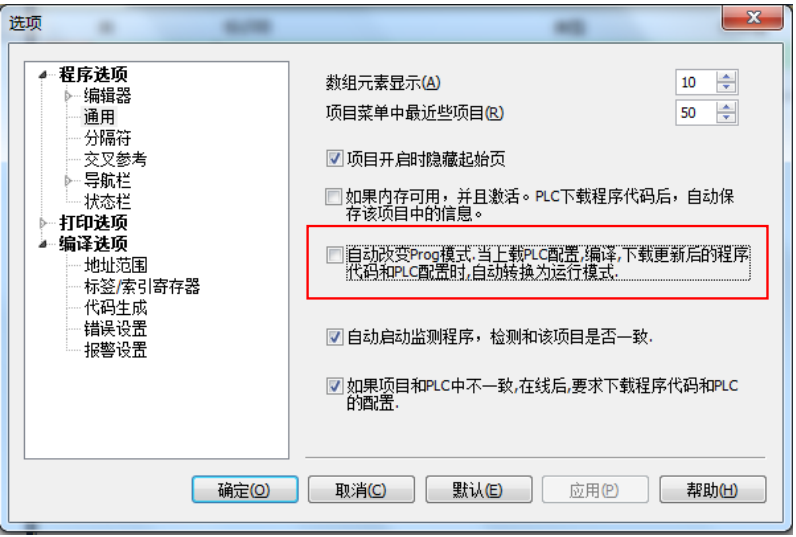 选项
程序选项
编辑器
通用
分隔符
交叉参考
导航栏
状态栏
打印选项
编译选项
地址范围
标签/索引寄存器
代码生成
错误设置
报警设置
数组元素显示(A)
10
项目菜单中最近些项目(R)
50
项目开启时隐藏起始页
如果内存可用，并且激活。PLC下载程序代码后，自动保
存该项目中的信息。
自动改变Prog模式.当上载PLC配置,编译,下载更新后的程序
代码和PLC配置时,自动转换为运行模式.
自动启动监测程序，检测和该项目是否一致.
如果项目和PLC中不一致,在线后,要求下载程序代码和PLC
的配置.
确定(O)
取消(C)
默认(E)
应用(P)
帮助(H)